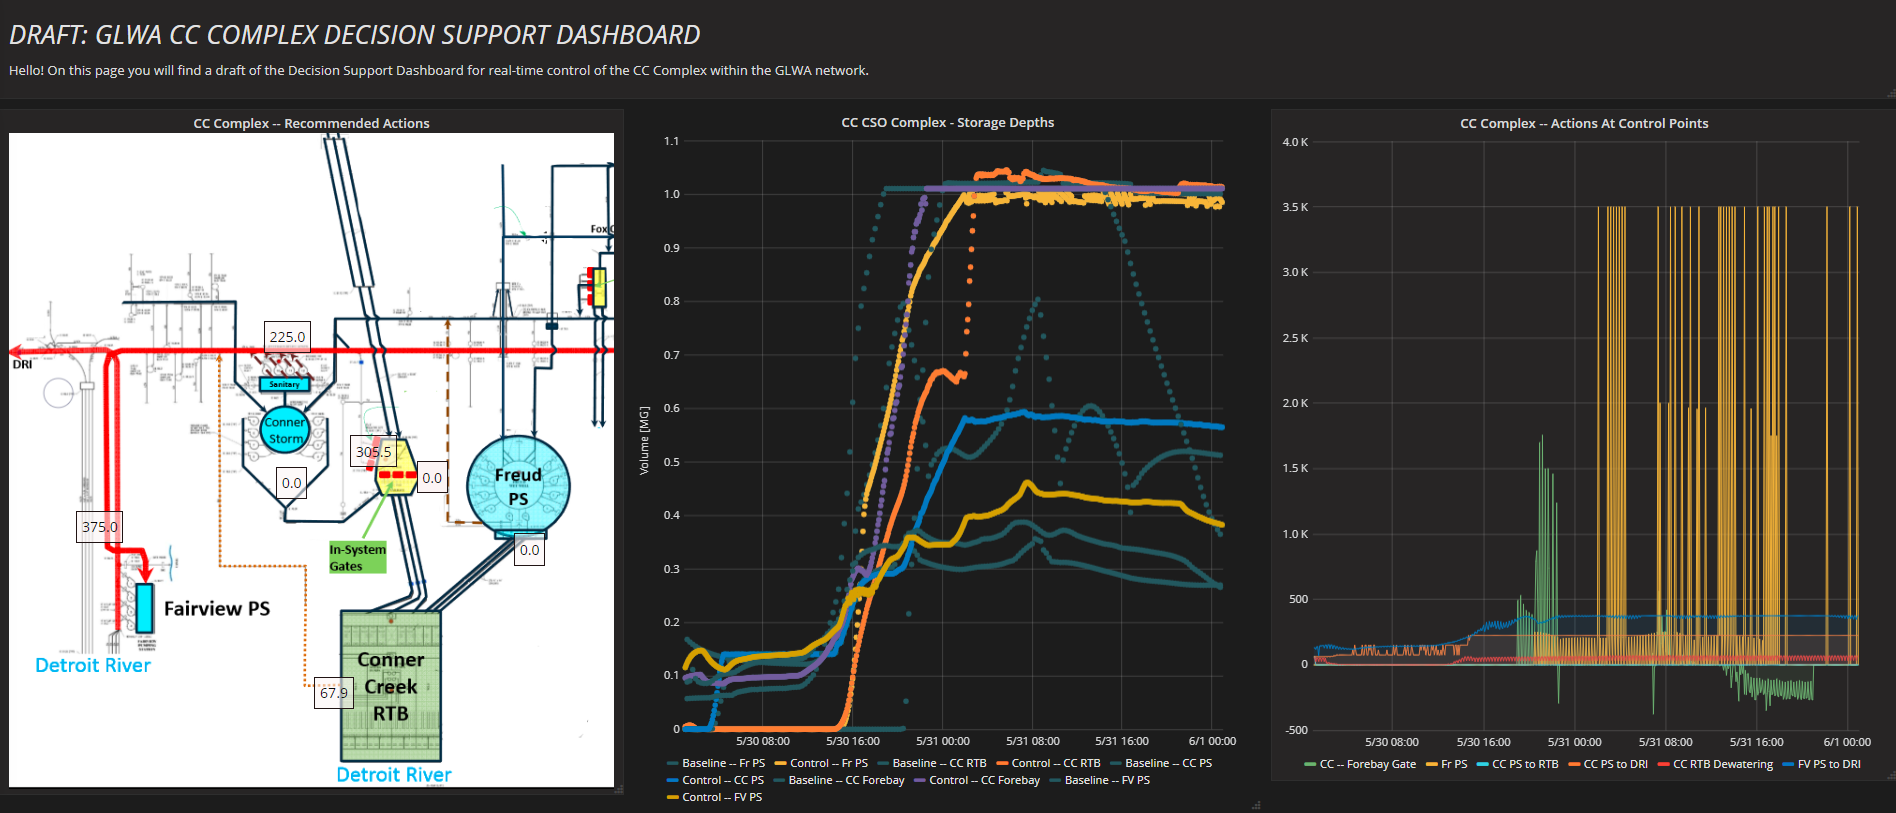 DRAFT: GLWA CC COMPLEX DECISION SUPPORT DASHBOARD
Hello! On this page you will find a draft of the Decision Support Dashboard for real-time control of the CC Complex within the GLWA network.
CC Complex -- Recommended Actions
Fox
225.0
DRI
Sanitary
Conner
Storm
305.5
0.0
0.0
Freud
PS
375.0
In-System
Gates
0.0
Fairview PS
Detroit River
Conner
Creek
RTB
67.9
Detroit River
CC CSO Complex - Storage Depths
Volume [MG]
1.1
1.0
0.9
0.8
0.7
0.6
0.5
0.4
0.3
0.2
0.1
0
5/30 08:00 5/30 16:00 5/31 00:00 5/31 08:00 5/31 16:00 6/1 00:00
Baseline -- Fr PS Control -- Fr PS Baseline -- CC RTB Control -- CC RTB Baseline -- CC PS
Control -- CC PS Baseline -- CC Forebay Control -- CC Forebay Baseline -- FV PS
Control -- FV PS
CC Complex -- Actions At Control Points
4.0 K
3.5 K
3.0 K
2.5 K
2.0 K
1.5 K
1.0 K
500
0
-500
5/30 08:00 5/30 16:00 5/31 00:00 5/31 08:00 5/31 16:00 6/1 00:00
CC -- Forebay Gate Fr PS CC PS to RTB CC PS to DRI CC RTB Dewatering FV PS to DRI